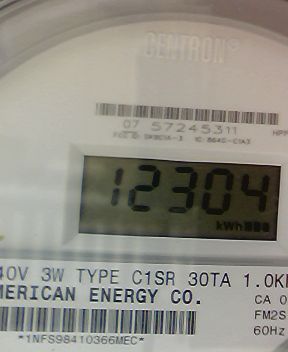 CENTRON®
07 57245311
12304
kWh
40V 3W TYPE C1SR 30TA 1.0K
MERICAN ENERGY CO.
CA 0
FM2S
60Hz
*1NFS98410366MEC*